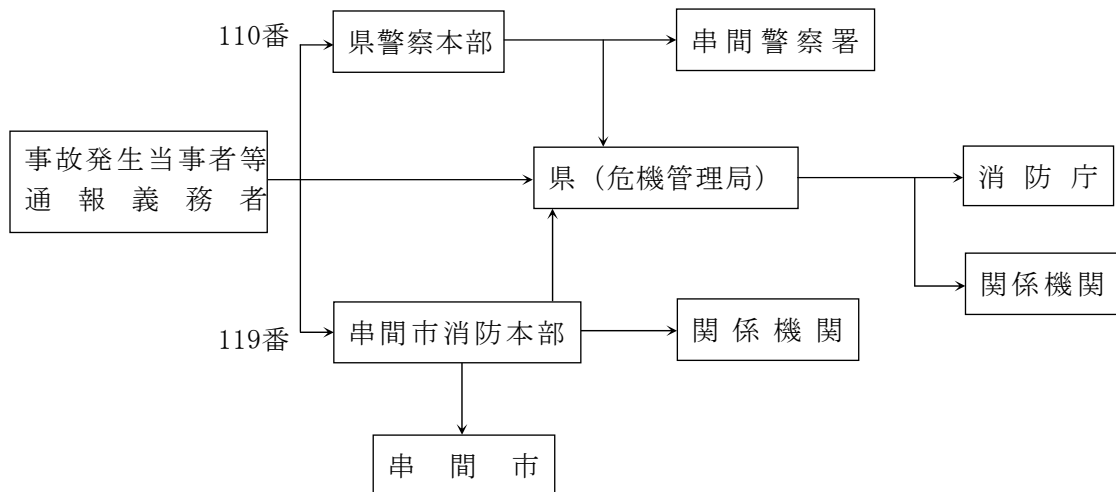 110番
県警察本部
串間警察署
事故発生当事者等
通報義務者
県（危機管理局）
消防庁
関係機関
119番
串間市消防本部
関係機関
串間市